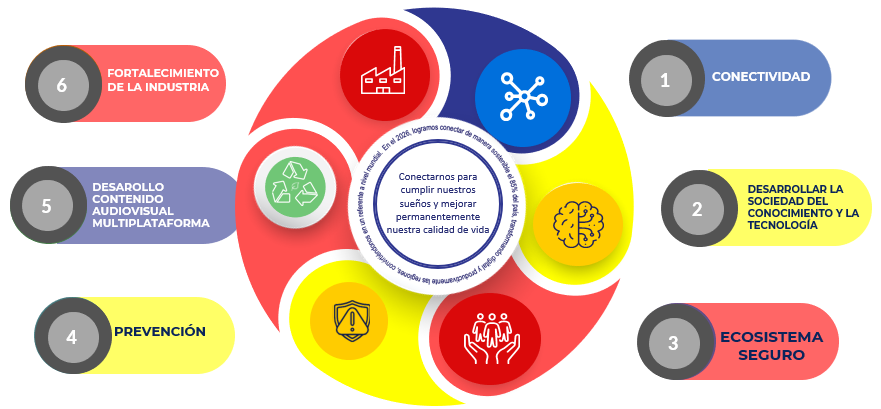 6
FORTALECIMIENTO
DE LA INDUSTRIA
5
DESAROLLO
CONTENIDO
AUDIOVISUAL
MULTIPLATAFORMA
4
PREVENCIÓN
En el 2026, logramos conectar de manera sostenible el 85% del país, transformando digital y productivamente las regiones, convirtiéndonos en un referente a nivel mundial.
Conectarnos para
cumplir nuestros
sueños y mejorar
permanentemente
nuestra calidad de vida
1
CONECTIVIDAD
2
DESARROLLAR LA
SOCIEDAD DEL
CONOCIMIENTO Y LA
TECNOLOGÍA
3
ECOSISTEMA
SEGURO